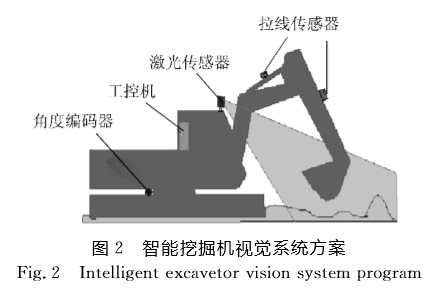 拉线传感器
激光传感器
工控机
角度编码器
图 2 智能挖掘机视觉系统方案
Fig. 2 Intelligent excavetor vision system program